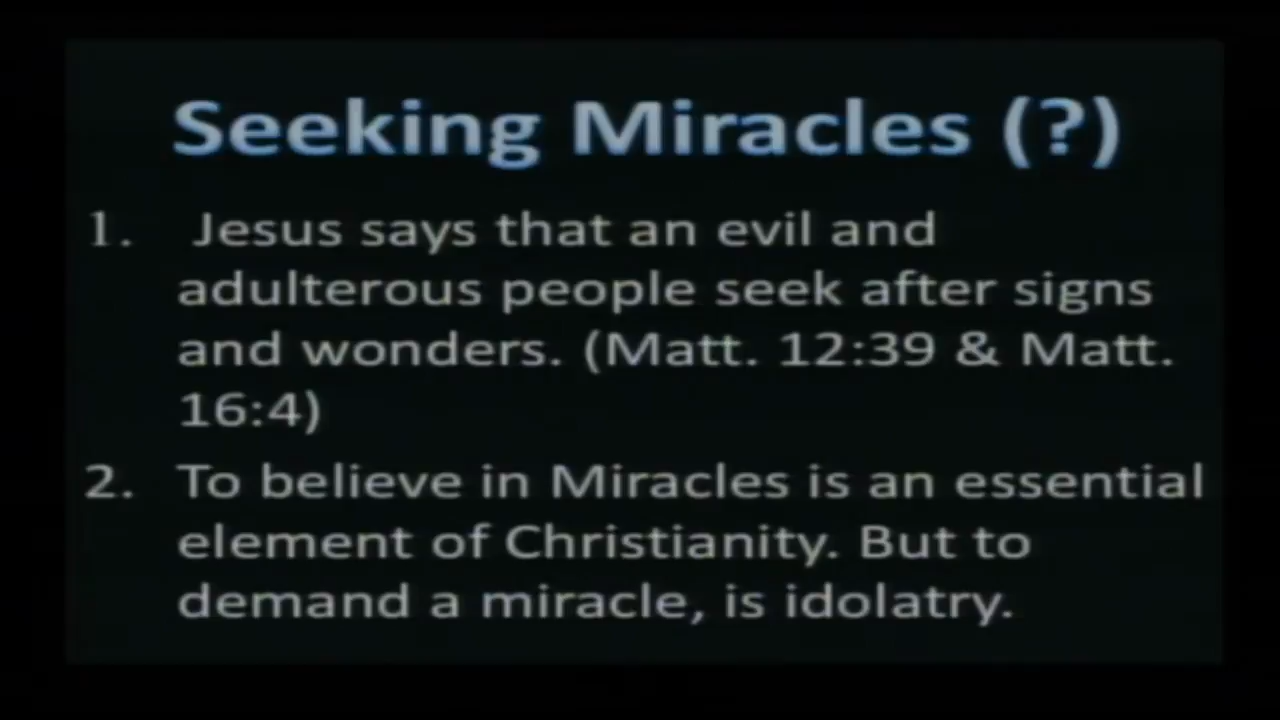 Seeking Miracles (?)
1. Jesus says that an evil and
adulterous people seek after signs
and wonders. (Matt. 12:39 & Matt.
16:4)
2. To believe in Miracles is an essential
element of Christianity. But to
demand a miracle, is idolatry.